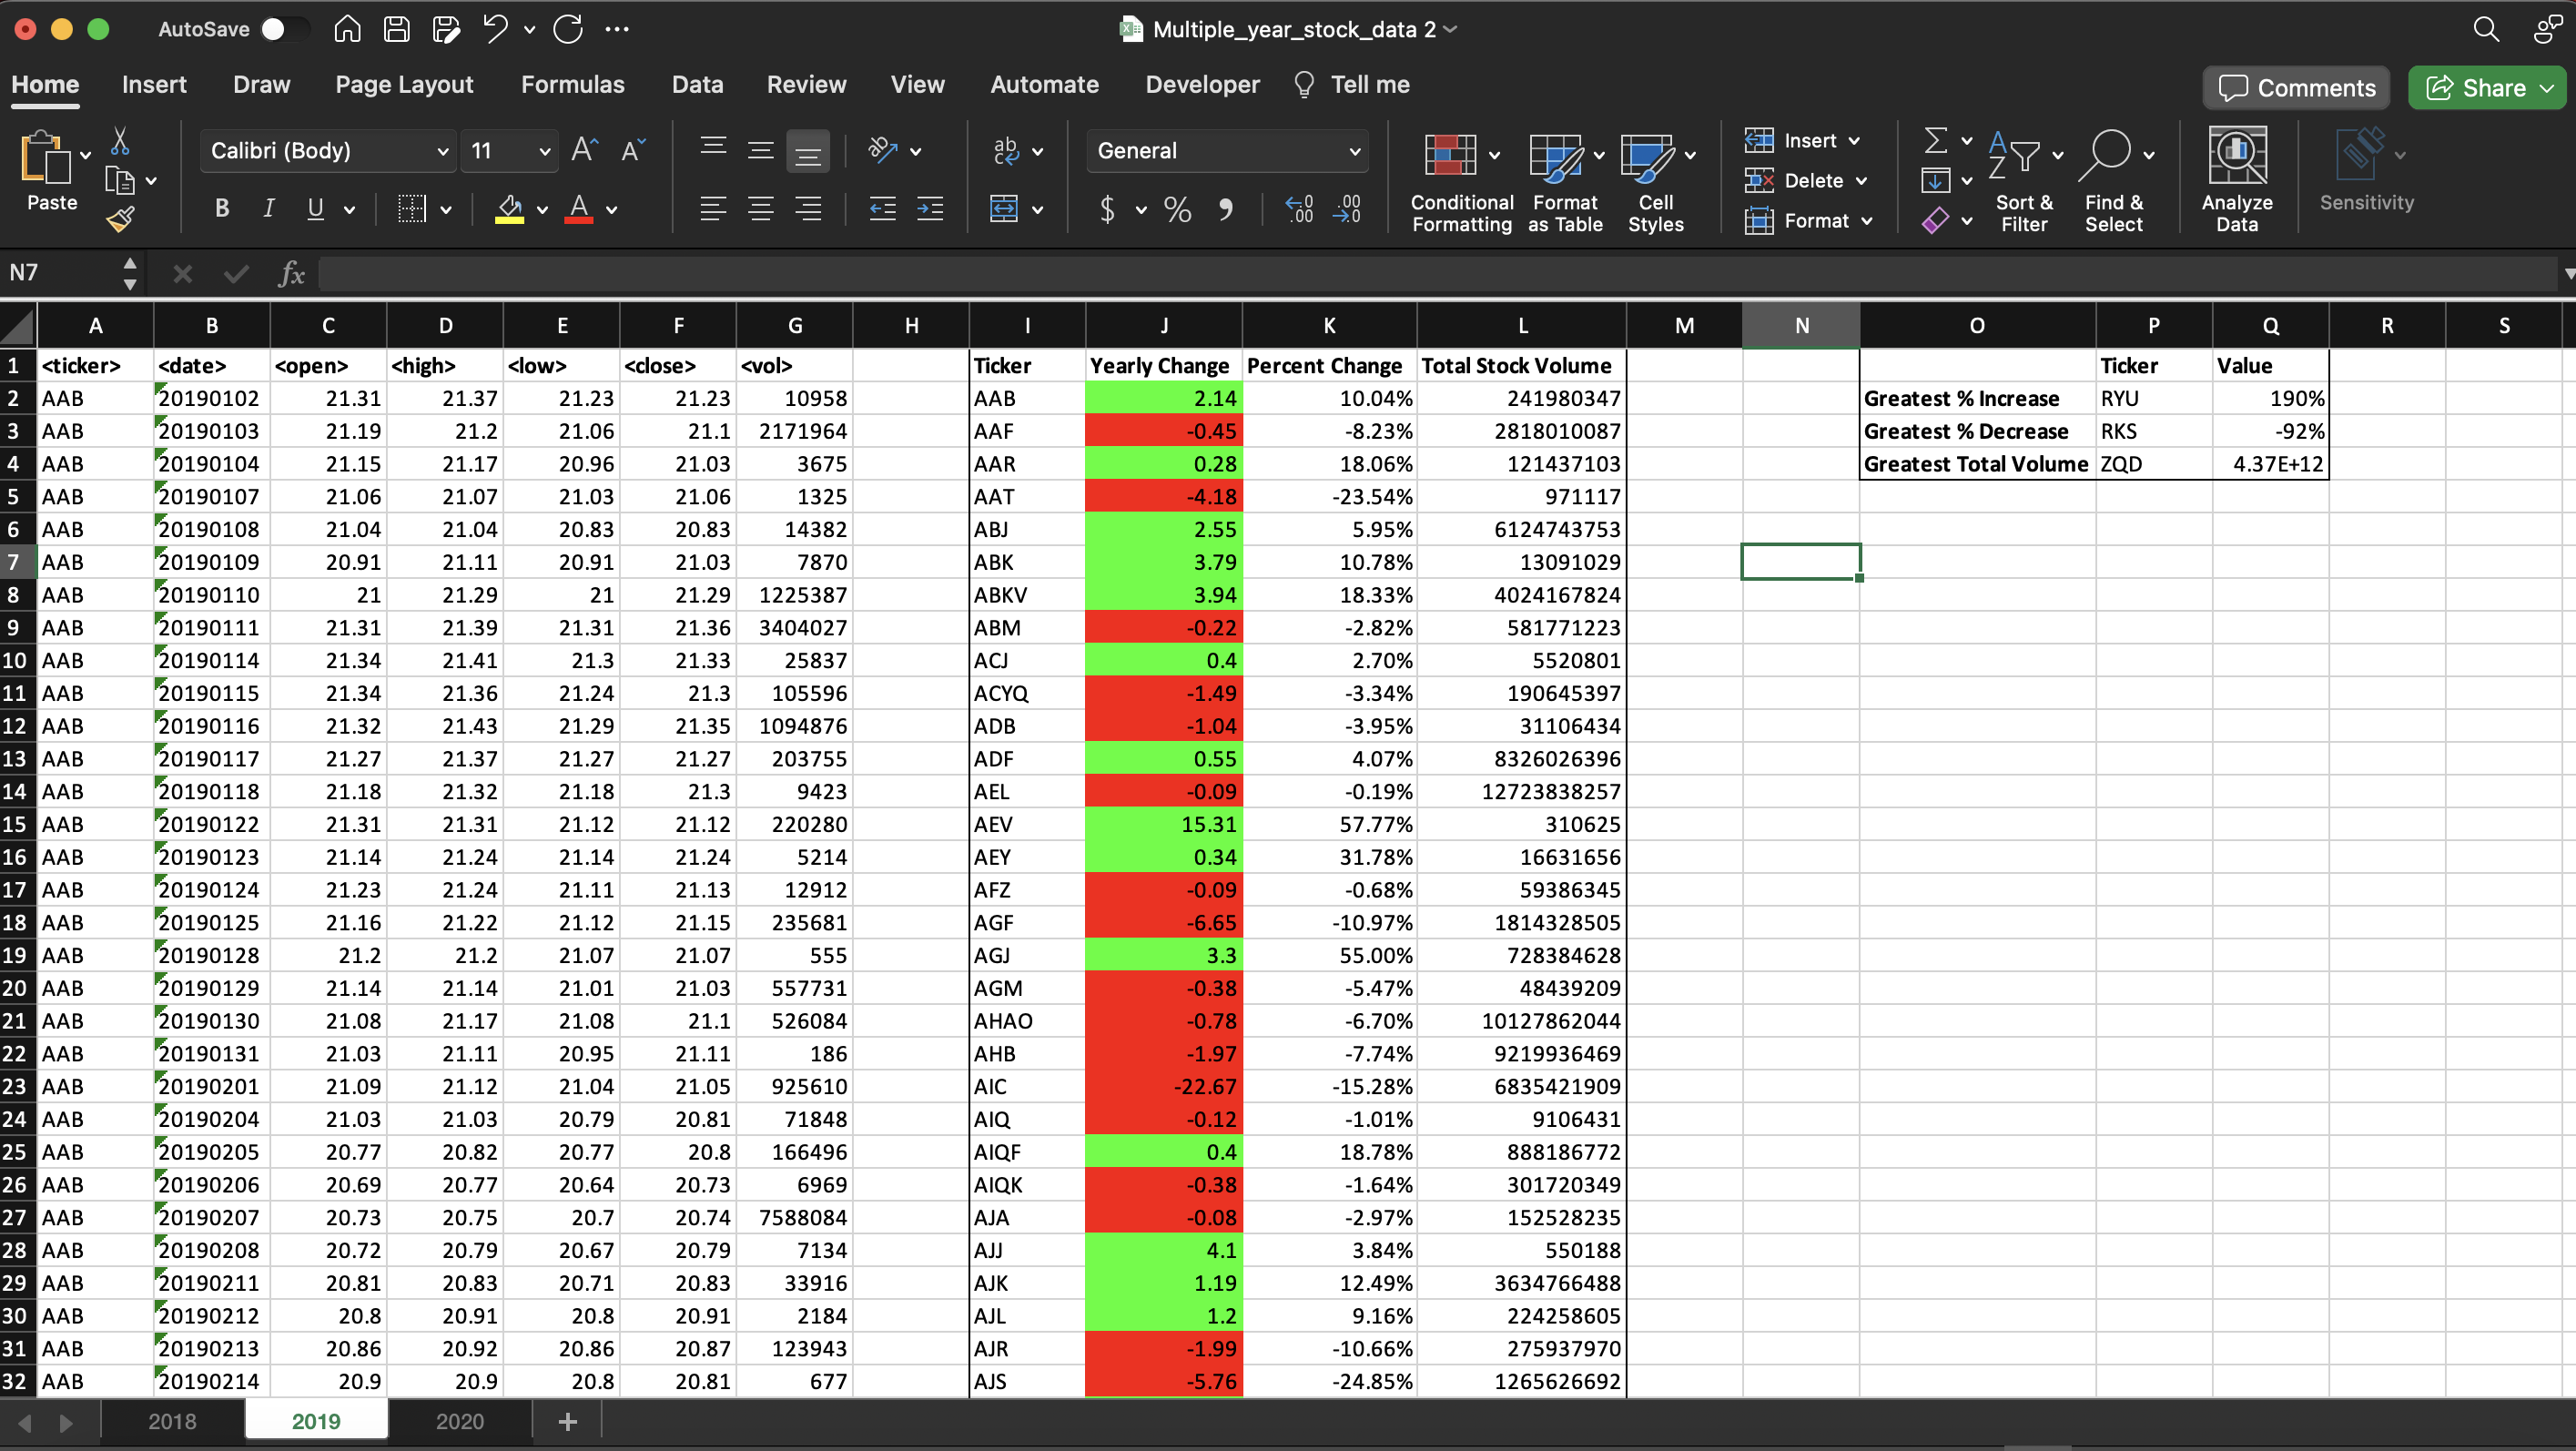 AutoSave Multiple_year_stock_data 2
Home Insert Draw Page Layout Formulas Data Review View Automate Developer Tell me Comments Share
Paste Calibri (Body) 11 General Conditional Formatting Format as Table Cell Styles Insert Delete Format Sort & Filter Find & Select Analyze Data Sensitivity
N7 fx
A B C D E F G H I J K L M N O P Q R S
1 <ticker> <date> <open> <high> <low> <close> <vol> Ticker Yearly Change Percent Change Total Stock Volume Ticker Value
2 AAB 20190102 21.31 21.37 21.23 21.23 10958 AAB 2.14 10.04% 241980347 Greatest % Increase RYU 190%
3 AAB 20190103 21.19 21.2 21.06 21.1 2171964 AAF -0.45 -8.23% 2818010087 Greatest % Decrease RKS -92%
4 AAB 20190104 21.15 21.17 20.96 21.03 3675 AAR 0.28 18.06% 121437103 Greatest Total Volume ZQD 4.37E+12
5 AAB 20190107 21.06 21.07 21.03 21.06 1325 AAT -4.18 -23.54% 971117
6 AAB 20190108 21.04 21.04 20.83 20.83 14382 ABJ 2.55 5.95% 6124743753
7 AAB 20190109 20.91 21.11 20.91 21.03 7870 ABK 3.79 10.78% 13091029
8 AAB 20190110 21 21.29 21 21.29 1225387 ABKV 3.94 18.33% 4024167824
9 AAB 20190111 21.31 21.39 21.31 21.36 3404027 ABM -0.22 -2.82% 581771223
10 AAB 20190114 21.34 21.41 21.3 21.33 25837 ACJ 0.4 2.70% 5520801
11 AAB 20190115 21.34 21.36 21.24 21.3 105596 ACYQ -1.49 -3.34% 190645397
12 AAB 20190116 21.32 21.43 21.29 21.35 1094876 ADB -1.04 -3.95% 31106434
13 AAB 20190117 21.27 21.37 21.27 21.27 203755 ADF 0.55 4.07% 8326026396
14 AAB 20190118 21.18 21.32 21.18 21.3 9423 AEL -0.09 -0.19% 12723838257
15 AAB 20190122 21.31 21.31 21.12 21.12 220280 AEV 15.31 57.77% 310625
16 AAB 20190123 21.14 21.24 21.14 21.24 5214 AEY 0.34 31.78% 16631656
17 AAB 20190124 21.23 21.24 21.11 21.13 12912 AFZ -0.09 -0.68% 59386345
18 AAB 20190125 21.16 21.22 21.12 21.15 235681 AGF -6.65 -10.97% 1814328505
19 AAB 20190128 21.2 21.2 21.07 21.07 555 AGJ 3.3 55.00% 728384628
20 AAB 20190129 21.14 21.14 21.01 21.03 557731 AGM -0.38 -5.47% 48439209
21 AAB 20190130 21.08 21.17 21.08 21.1 526084 AHAO -0.78 -6.70% 10127862044
22 AAB 20190131 21.03 21.11 20.95 21.11 186 AHB -1.97 -7.74% 9219936469
23 AAB 20190201 21.09 21.12 21.04 21.05 925610 AIC -22.67 -15.28% 6835421909
24 AAB 20190204 21.03 21.03 20.79 20.81 71848 AIQ -0.12 -1.01% 9106431
25 AAB 20190205 20.77 20.82 20.77 20.8 166496 AIQF 0.4 18.78% 888186772
26 AAB 20190206 20.69 20.77 20.64 20.73 6969 AIQK -0.38 -1.64% 301720349
27 AAB 20190207 20.73 20.75 20.7 20.74 7588084 AJA -0.08 -2.97% 152528235
28 AAB 20190208 20.72 20.79 20.67 20.79 7134 AJJ 4.1 3.84% 550188
29 AAB 20190211 20.81 20.83 20.71 20.83 33916 AJK 1.19 12.49% 3634766488
30 AAB 20190212 20.8 20.91 20.8 20.91 2184 AJL 1.2 9.16% 224258605
31 AAB 20190213 20.86 20.92 20.86 20.87 123943 AJR -1.99 -10.66% 275937970
32 AAB 20190214 20.9 20.9 20.8 20.81 677 AJS -5.76 -24.85% 1265626692
2018 2019 2020 +